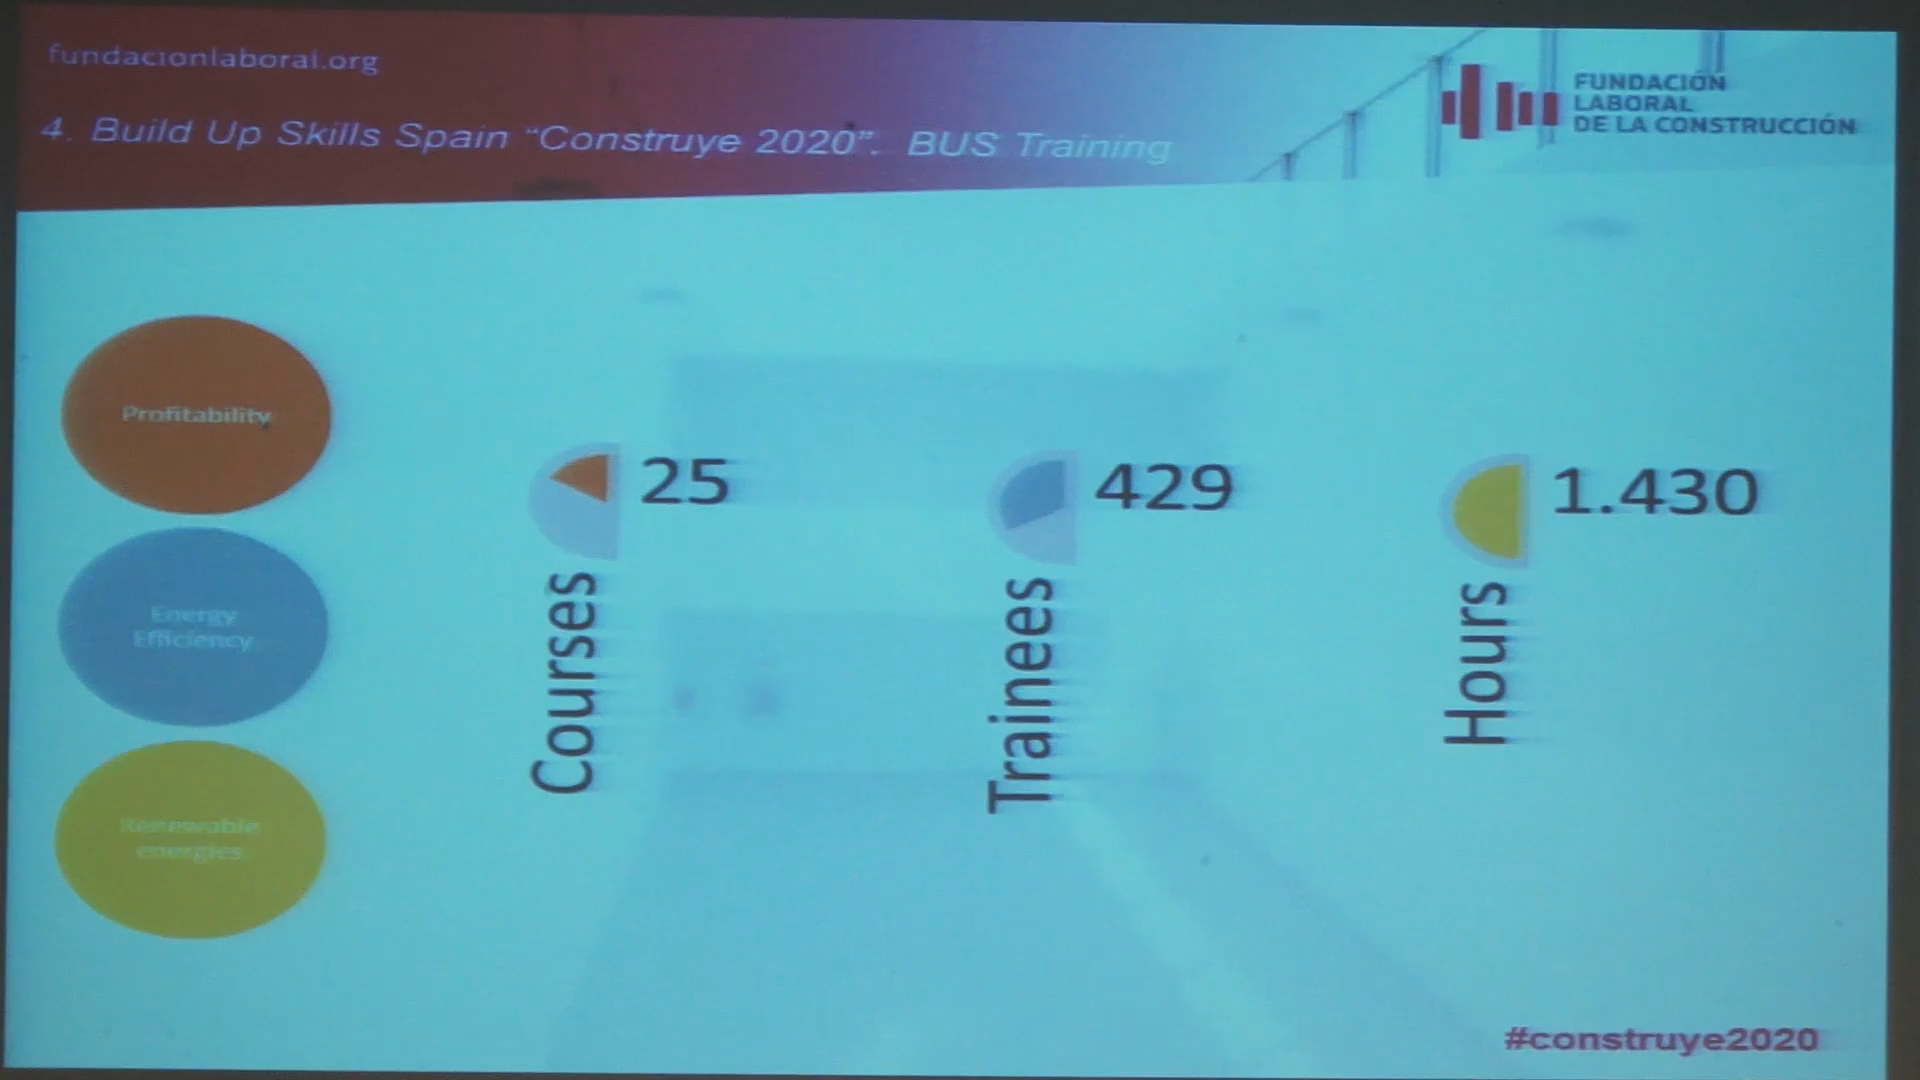 fundacionlaboral.org
4. Build Up Skills Spain “Construye 2020”. BUS Training
FUNDACIÓN
LABORAL
DE LA CONSTRUCCIÓN
Profitability
Energy
Efficiency
Renewable
energies
Courses
25
Trainees
429
Hours
1.430
#construye2020